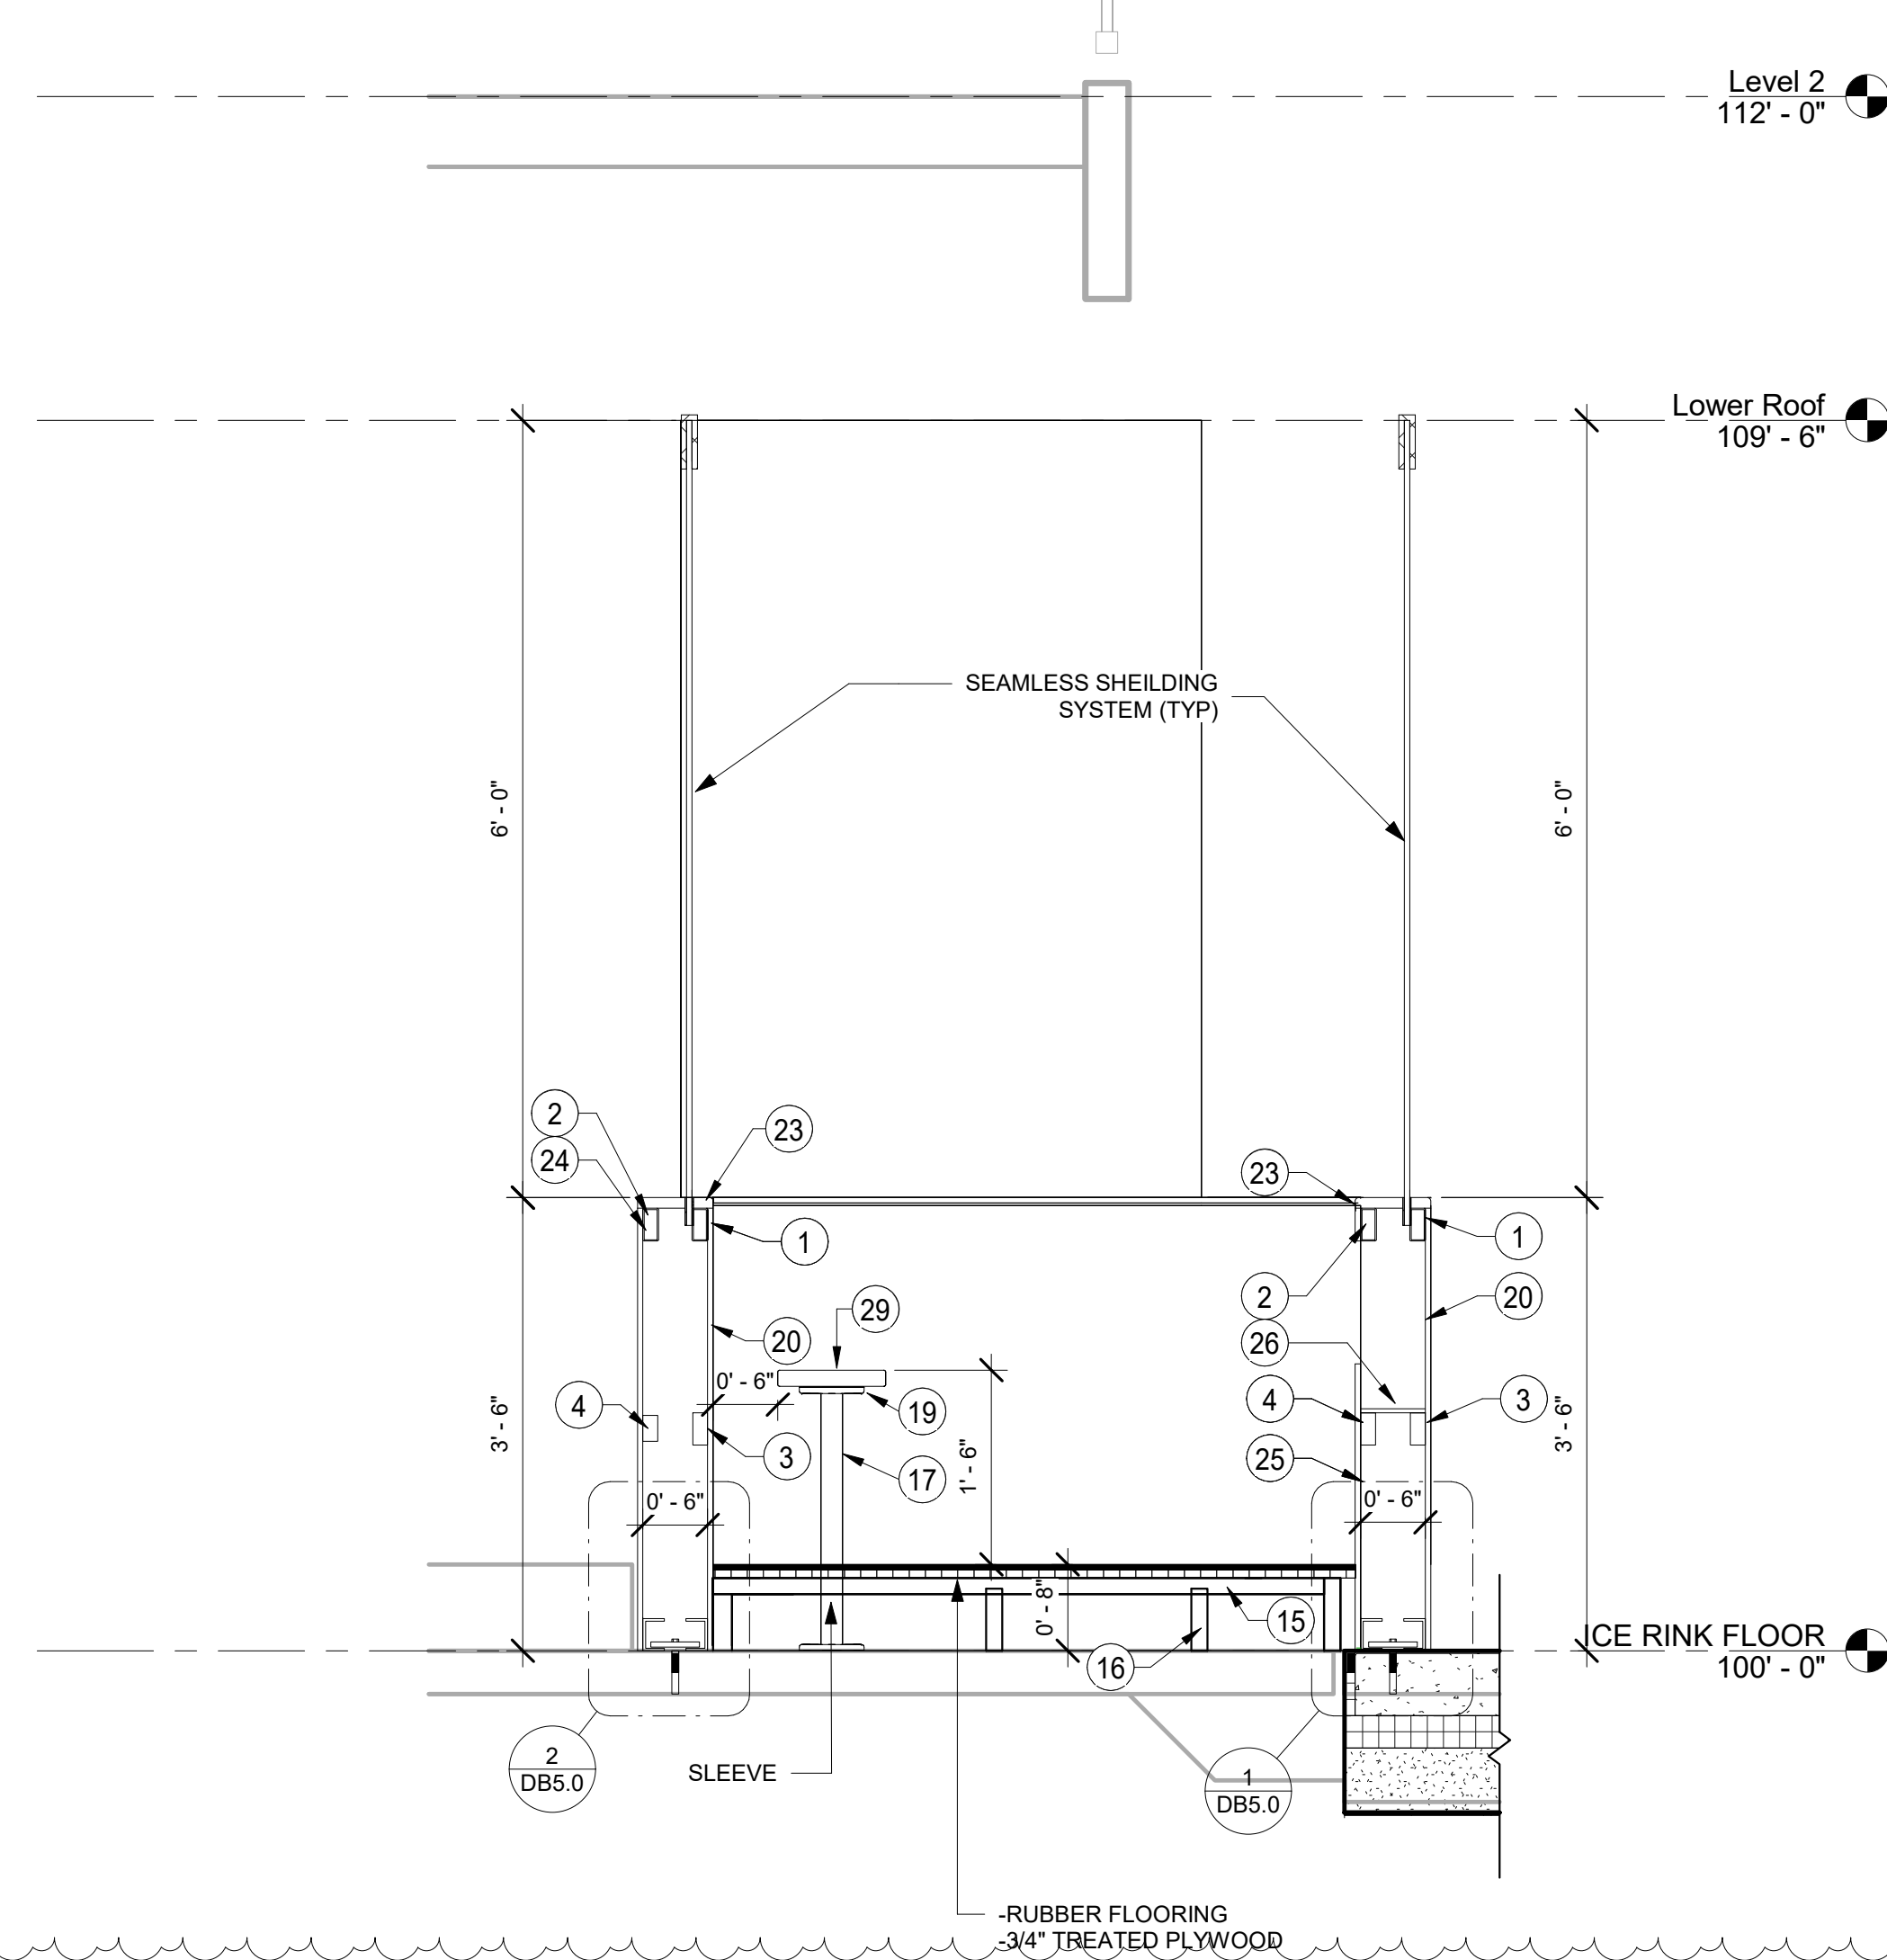 Level 2
112' - 0"
Lower Roof
109' - 6"
SEAMLESS SHEILDING
SYSTEM (TYP)
6' - 0"
6' - 0"
2
24
23
23
1
1
2
26
20
29
20
0' - 6"
4
19
4
3
3' - 6"
3
17
1' - 6"
25
3' - 6"
0' - 6"
0' - 6"
0' - 8"
15
16
ICE RINK FLOOR
100' - 0"
2
DB5.0
SLEEVE
1
DB5.0
-RUBBER FLOORING
-3/4" TREATED PLYWOOD